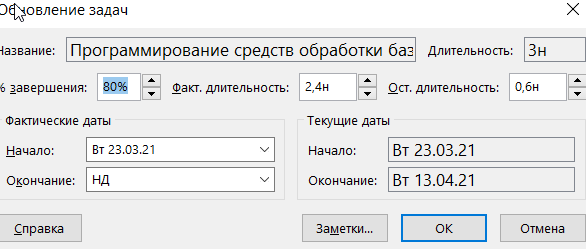 Обновление задач
Название: Программирование средств обработки баз Длительность: 3н
% завершения: 80% Факт. длительность: 2,4н Ост. длительность: 0,6н
Фактические даты
Начало: Вт 23.03.21
Окончание: НД
Текущие даты
Начало: Вт 23.03.21
Окончание: Вт 13.04.21
Справка Заметки... ОК Отмена